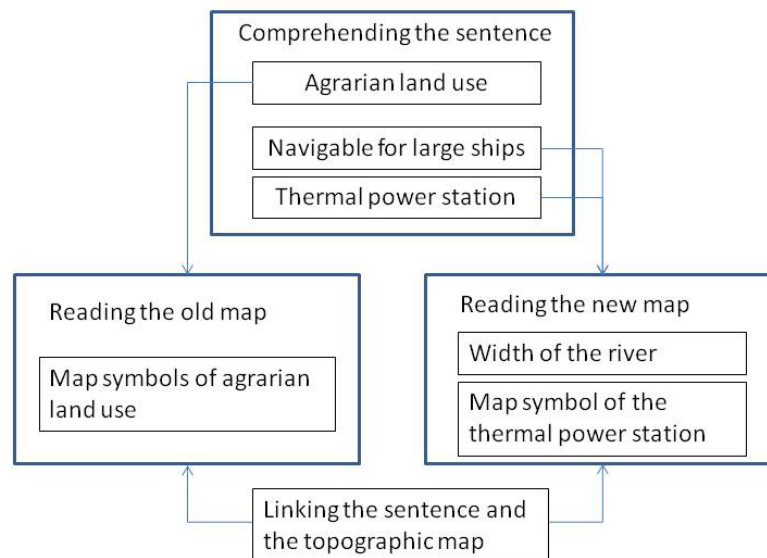 Comprehending the sentence
Agrarian land use
Navigable for large ships
Thermal power station
Reading the old map
Map symbols of agrarian
land use
Reading the new map
Width of the river
Map symbol of the
thermal power station
Linking the sentence and
the topographic map